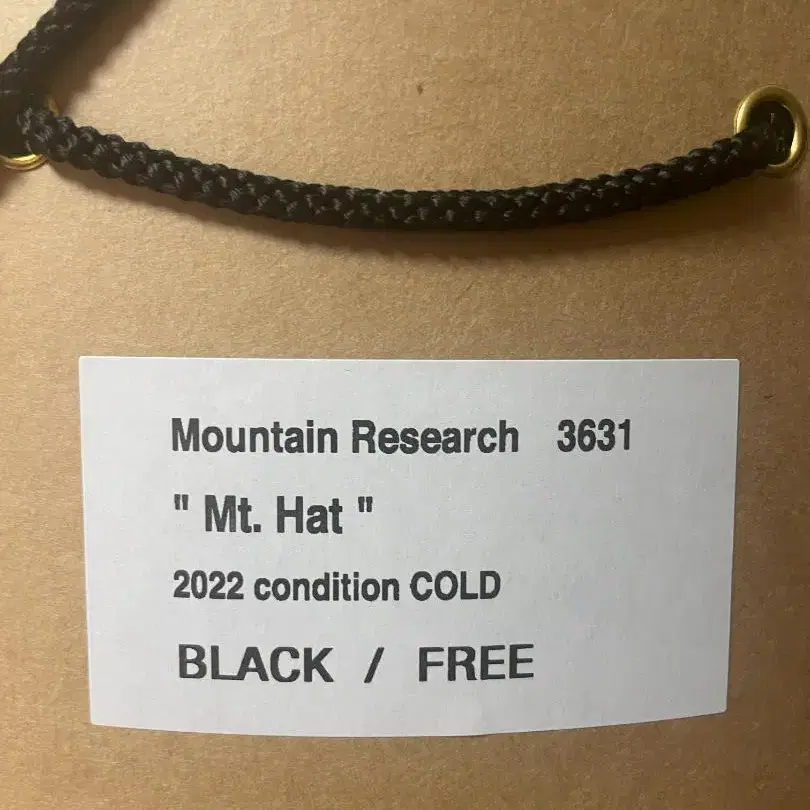 Mountain Research 3631
" Mt. Hat "
2022 condition COLD
BLACK / FREE